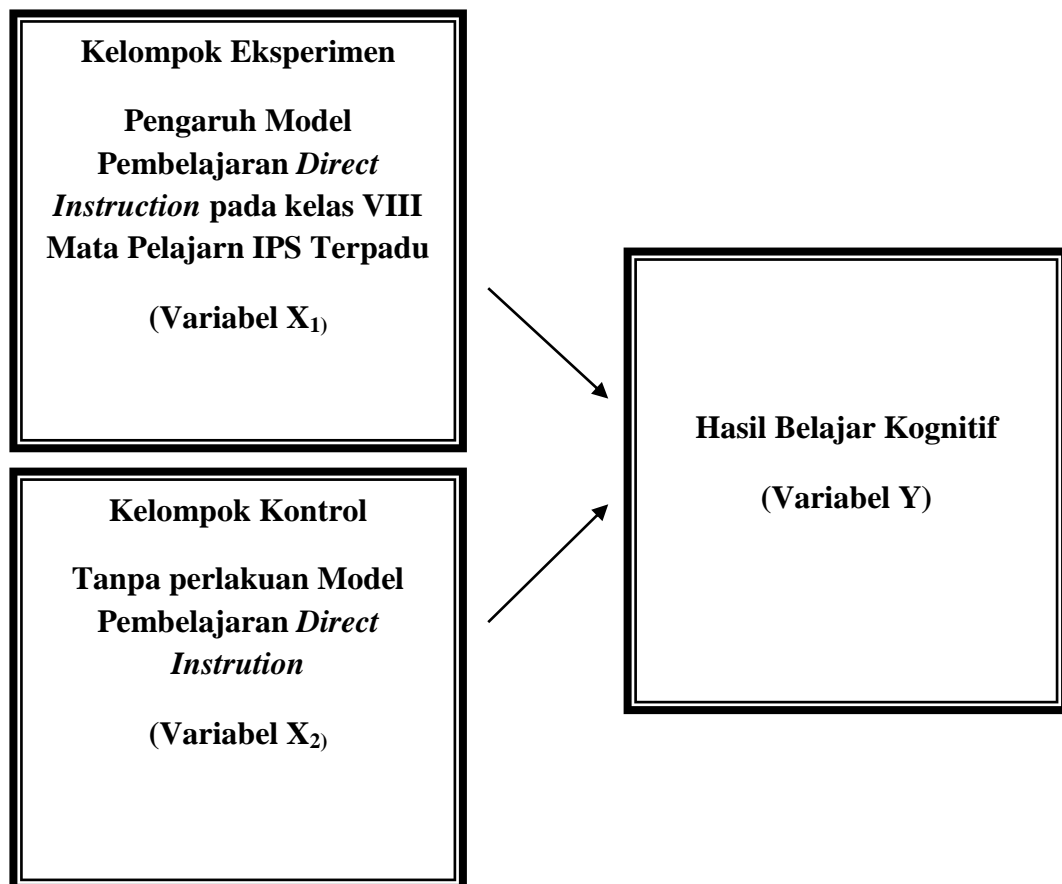 Kelompok Eksperimen
Pengaruh Model
Pembelajaran Direct
Instruction pada kelas VIII
Mata Pelajarn IPS Terpadu
(Variabel X1)
Kelompok Kontrol
Tanpa perlakuan Model
Pembelajaran Direct
Instrution
(Variabel X2)
Hasil Belajar Kognitif
(Variabel Y)